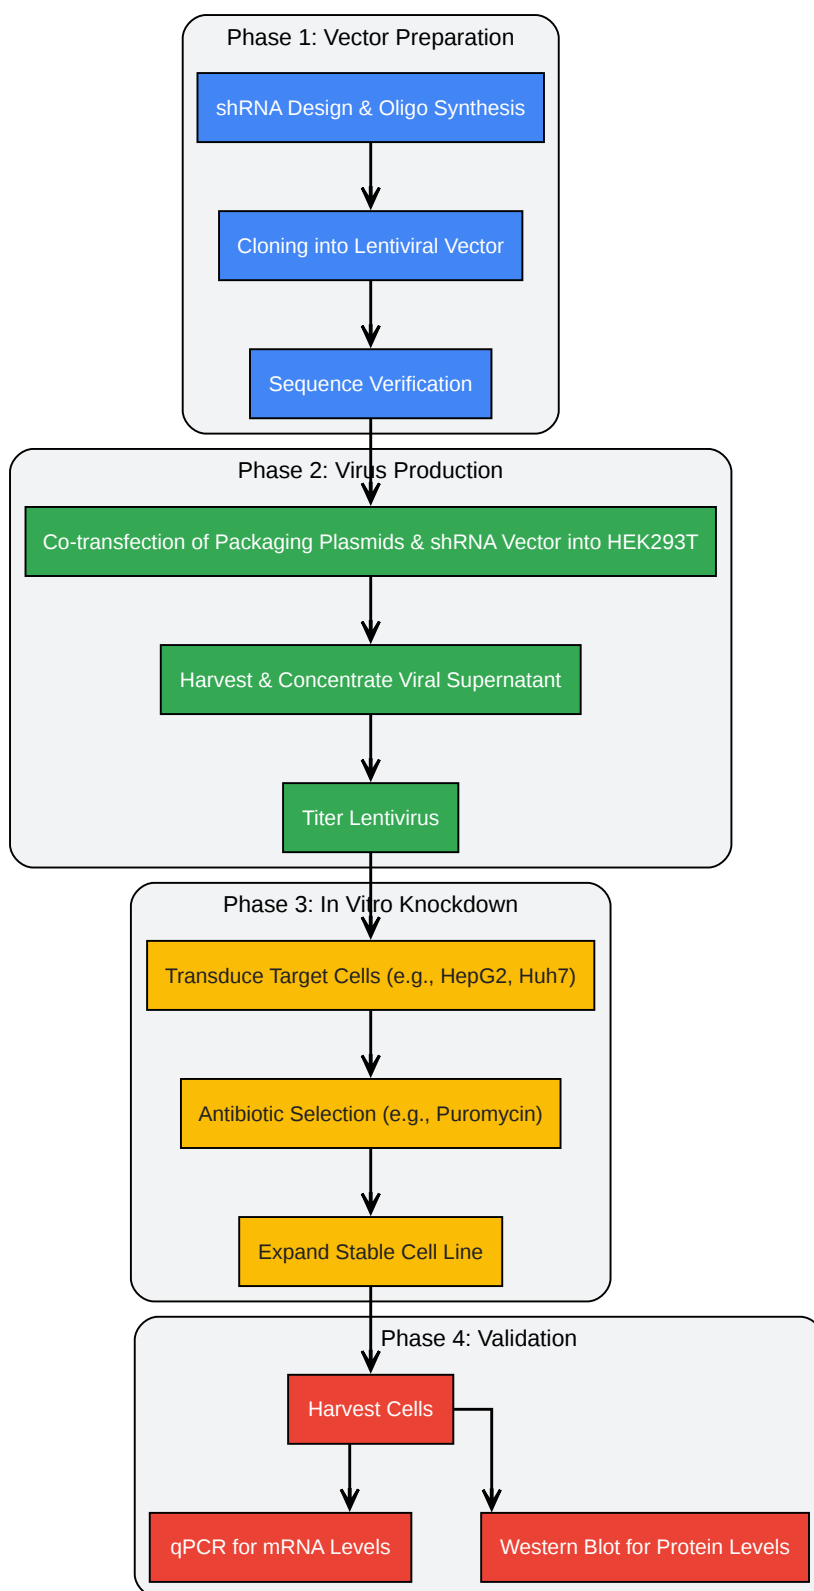 Phase 1: Vector Preparation
shRNA Design & Oligo Synthesis
Cloning into Lentiviral Vector
Sequence Verification
Phase 2: Virus Production
Co-transfection of Packaging Plasmids & shRNA Vector into HEK293T
Harvest & Concentrate Viral Supernatant
Titer Lentivirus
Phase 3: In Vitro Knockdown
Transduce Target Cells (e.g., HepG2, Huh7)
Antibiotic Selection (e.g., Puromycin)
Expand Stable Cell Line
Phase 4: Validation
Harvest Cells
qPCR for mRNA Levels
Western Blot for Protein Levels